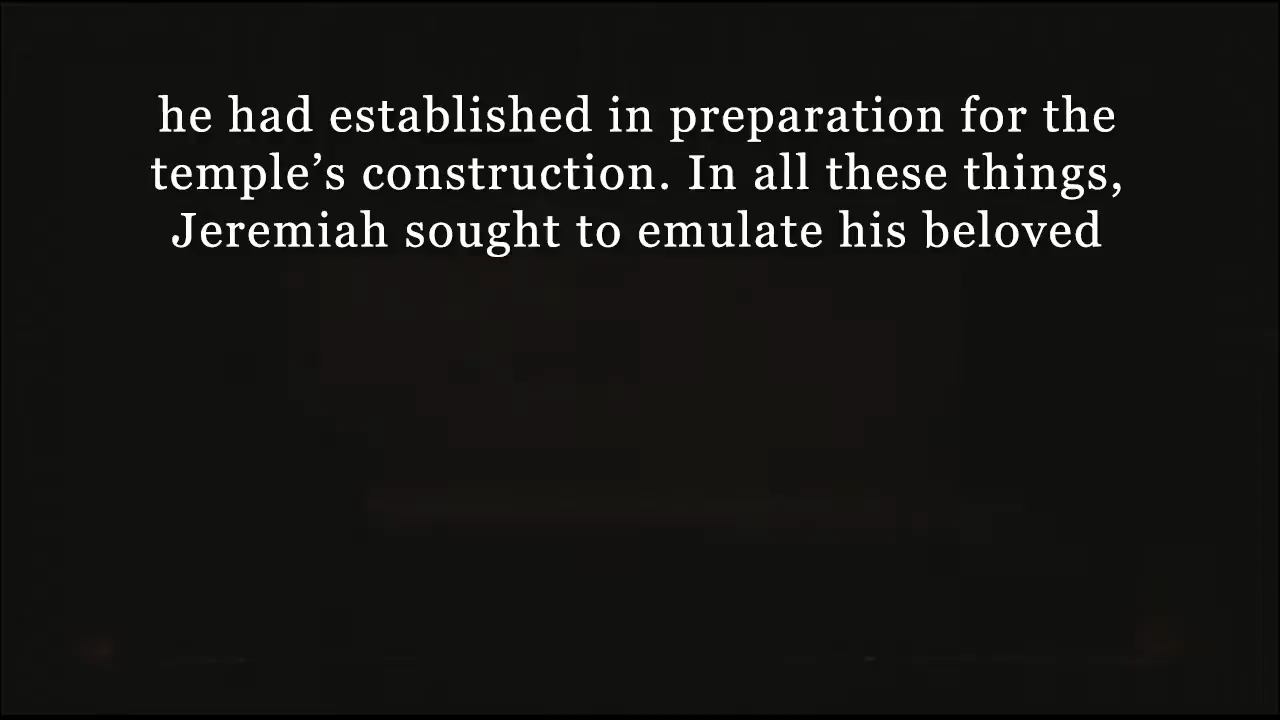 he had established in preparation for the
temple’s construction. In all these things,
Jeremiah sought to emulate his beloved